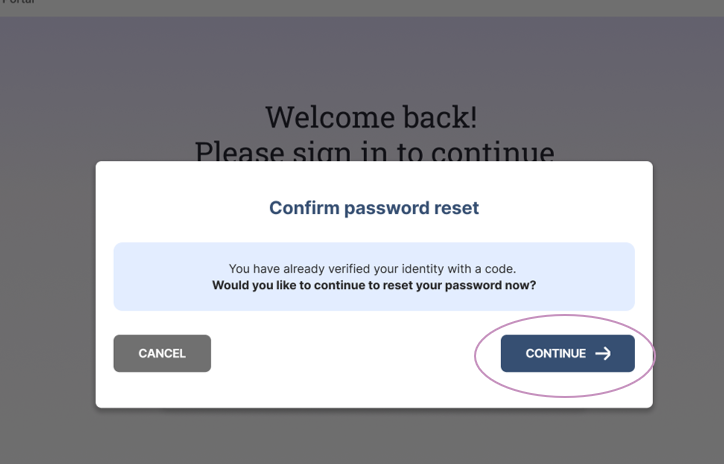 Portal
Welcome back!
Please sign in to continue
Confirm password reset
You have already verified your identity with a code.
Would you like to continue to reset your password now?
CANCEL
CONTINUE